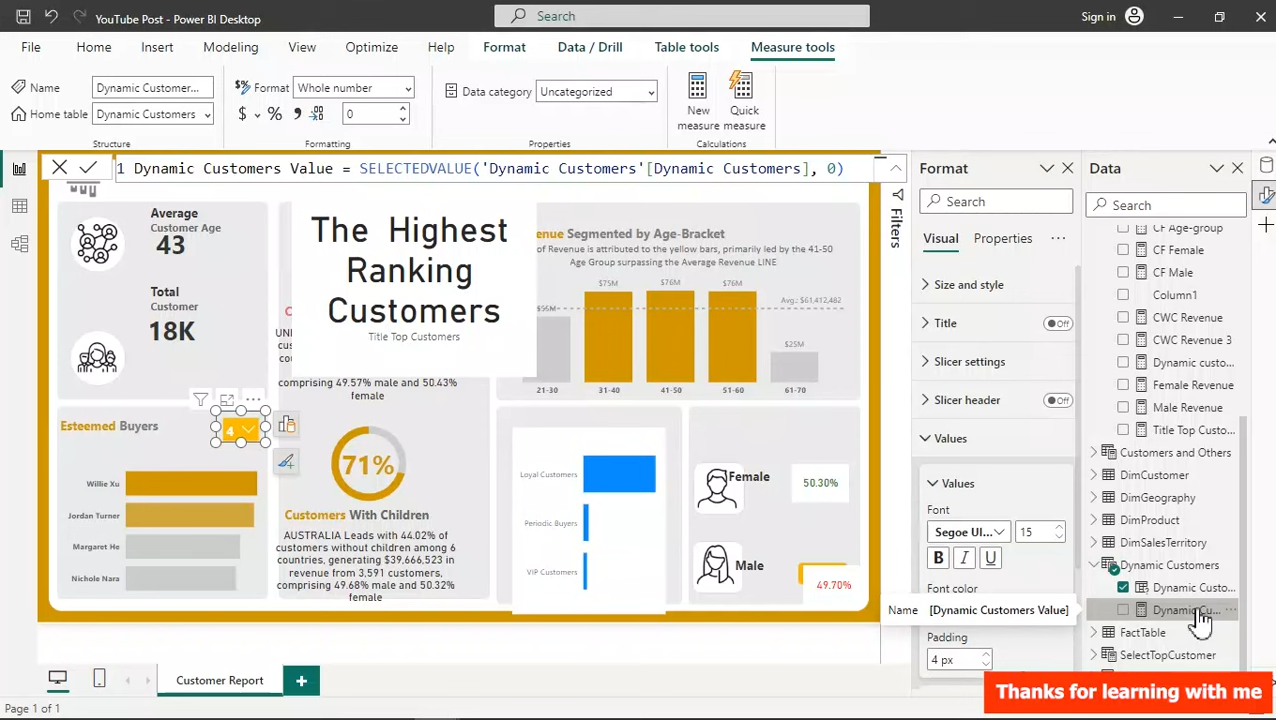 YouTube Post - Power BI Desktop
Search
Sign in
File
Home
Insert
Modeling
View
Optimize
Help
Format
Data / Drill
Table tools
Measure tools
Name
Dynamic Customer...
Home table
Dynamic Customers
Structure
Format
Whole number
$
%
0
Formatting
Data category
Uncategorized
Properties
New measure
Quick measure
Calculations
1 Dynamic Customers Value = SELECTEDVALUE('Dynamic Customers'[Dynamic Customers], 0)
Average
Customer Age
43
Total
Customer
18K
The Highest
Ranking
Customers
Title Top Customers
comprising 49.57% male and 50.43%
female
enue Segmented by Age-Bracket
of Revenue is attributed to the yellow bars, primarily led by the 41-50
Age Group surpassing the Average Revenue LINE
$75M
$76M
$76M
$25M
Avg.: $61,412,482
21-30
31-40
41-50
51-60
61-70
Esteemed Buyers
4
Willie Xu
Jordan Turner
Margaret He
Nichole Nara
71%
Customers With Children
AUSTRALIA Leads with 44.02% of
customers without children among 6
countries, generating $39,666,523 in
revenue from 3,591 customers,
comprising 49.68% male and 50.32%
female
Loyal Customers
Periodic Buyers
VIP Customers
Female
50.30%
Male
49.70%
Filters
Format
Search
Visual
Properties
Size and style
Title
Off
Slicer settings
Slicer header
Off
Values
Values
Font
Segoe UI...
15
B
I
U
Font color
Name [Dynamic Customers Value]
Padding
4 px
Data
Search
CF Age-group
CF Female
CF Male
Column1
CWC Revenue
CWC Revenue 3
Dynamic custo...
Female Revenue
Male Revenue
Title Top Custo...
Customers and Others
DimCustomer
DimGeography
DimProduct
DimSalesTerritory
Dynamic Customers
Dynamic Custo...
Dynamic Cu...
FactTable
SelectTopCustomer
Customer Report
Page 1 of 1
Thanks for learning with me